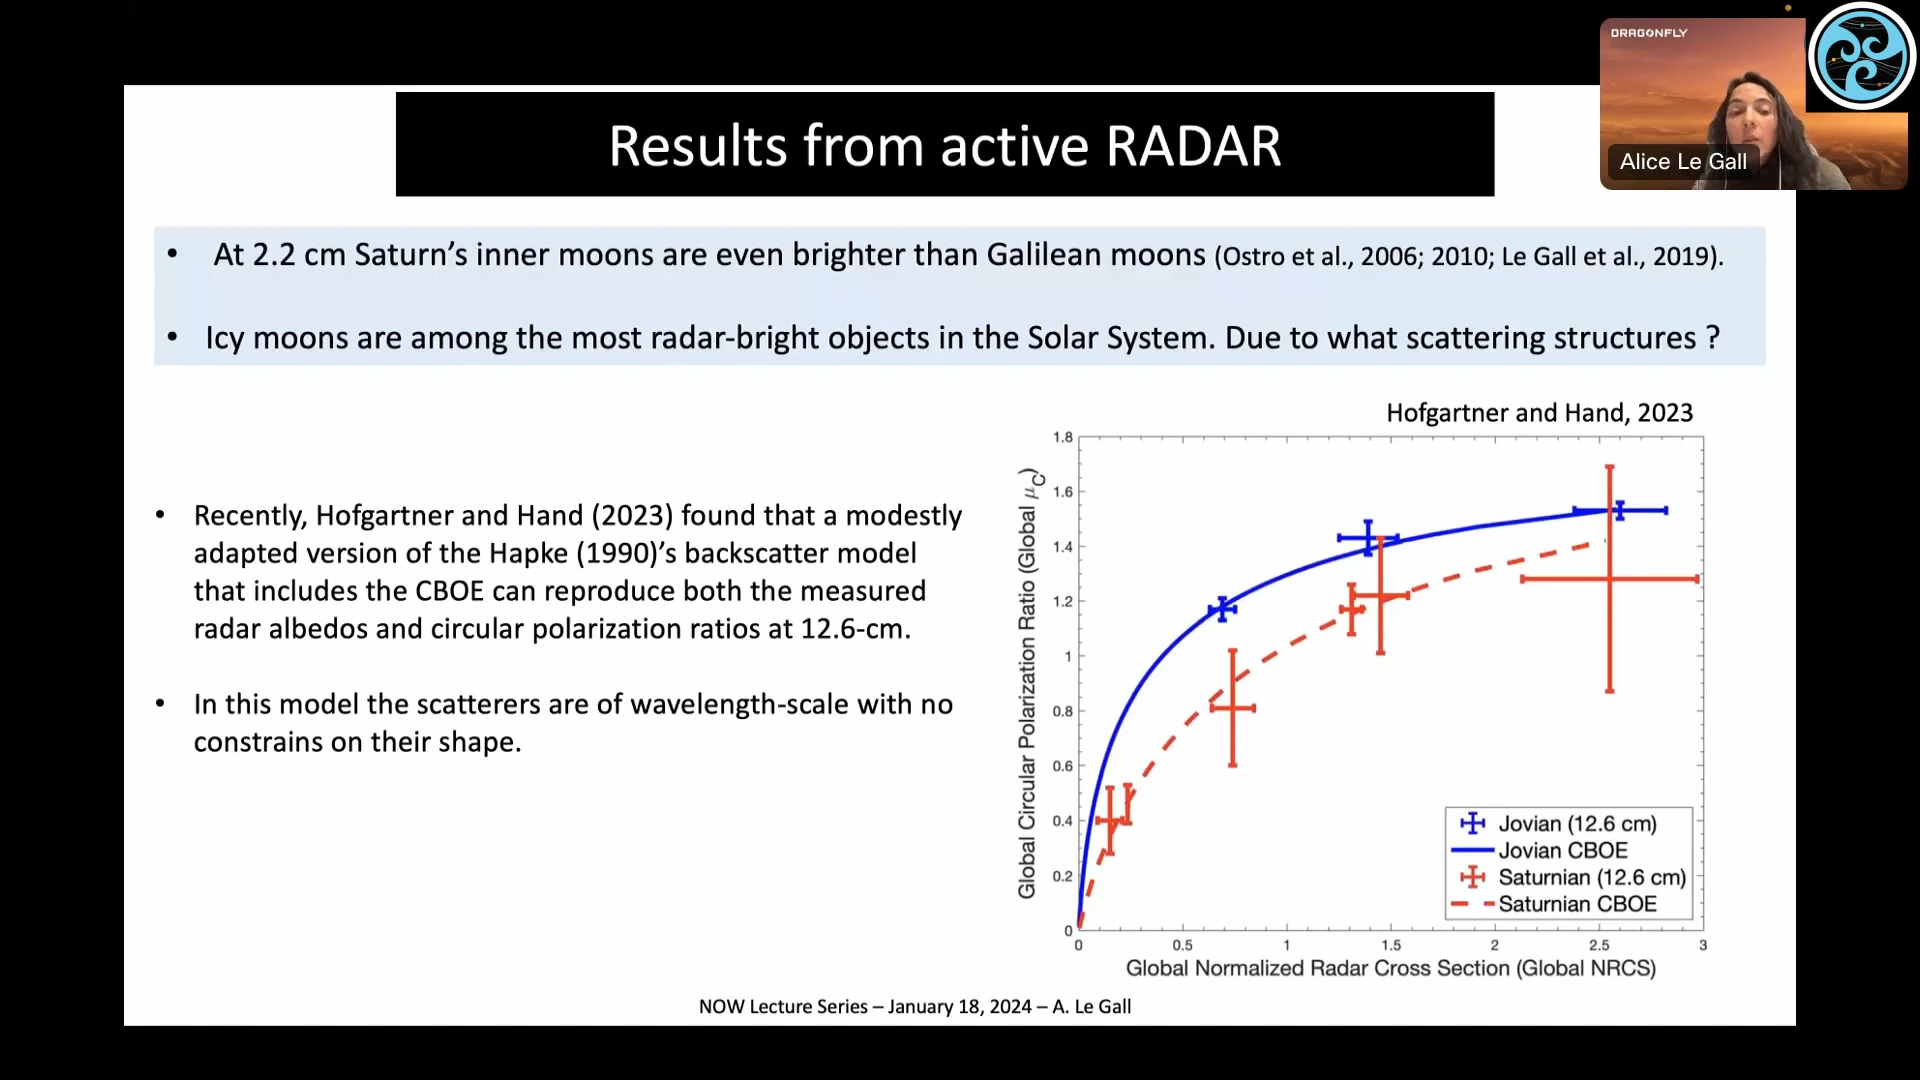 DRAGONFLY
Alice Le Gall
Results from active RADAR
• At 2.2 cm Saturn’s inner moons are even brighter than Galilean moons (Ostro et al., 2006; 2010; Le Gall et al., 2019).
• Icy moons are among the most radar-bright objects in the Solar System. Due to what scattering structures ?
• Recently, Hofgartner and Hand (2023) found that a modestly
adapted version of the Hapke (1990)’s backscatter model
that includes the CBOE can reproduce both the measured
radar albedos and circular polarization ratios at 12.6-cm.
• In this model the scatterers are of wavelength-scale with no
constrains on their shape.
Hofgartner and Hand, 2023
Global Circular Polarization Ratio (Global μC)
1.8
1.6
1.4
1.2
1
0.8
0.6
0.4
0.2
0
0 0.5 1 1.5 2 2.5 3
Global Normalized Radar Cross Section (Global NRCS)
Jovian (12.6 cm)
Jovian CBOE
Saturnian (12.6 cm)
Saturnian CBOE
NOW Lecture Series – January 18, 2024 – A. Le Gall